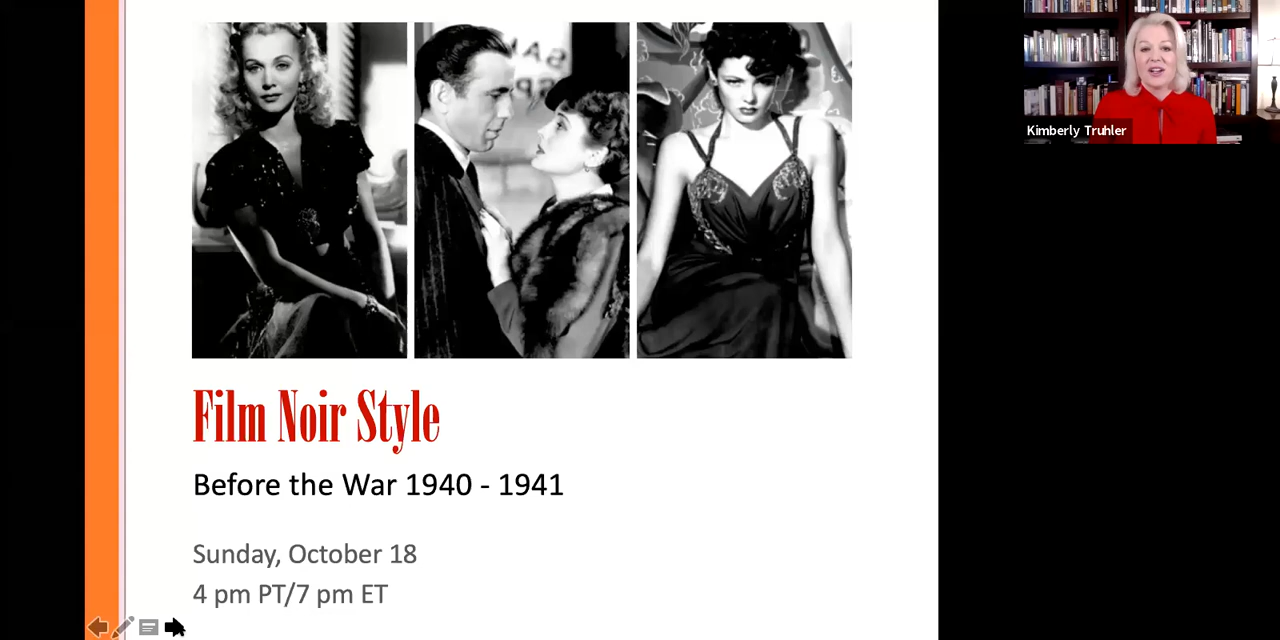 Kimberly Truhler
Film Noir Style
Before the War 1940 - 1941
Sunday, October 18
4 pm PT/7 pm ET